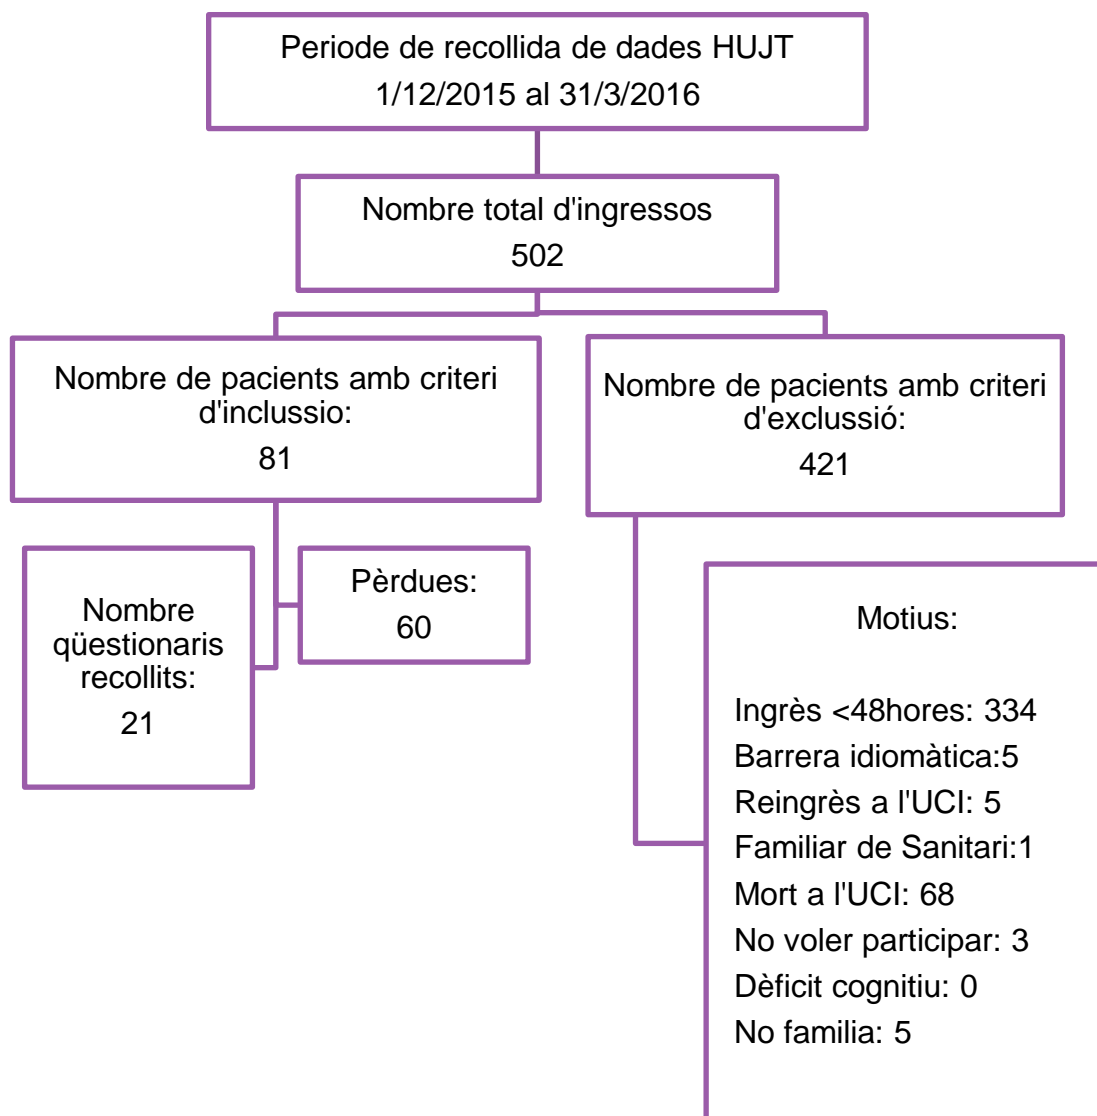 Periode de recollida de dades HUJT
1/12/2015 al 31/3/2016
Nombre total d'ingressos
502
Nombre de pacients amb criteri
d'inclussio:
81
Nombre de pacients amb criteri
d'exclussió:
421
Nombre
qüestionaris
recollits:
21
Pèrdues:
60
Motius:
Ingrès <48hores: 334
Barrera idiomàtica:5
Reingrès a l'UCI: 5
Familiar de Sanitari:1
Mort a l'UCI: 68
No voler participar: 3
Dèficit cognitiu: 0
No familia: 5